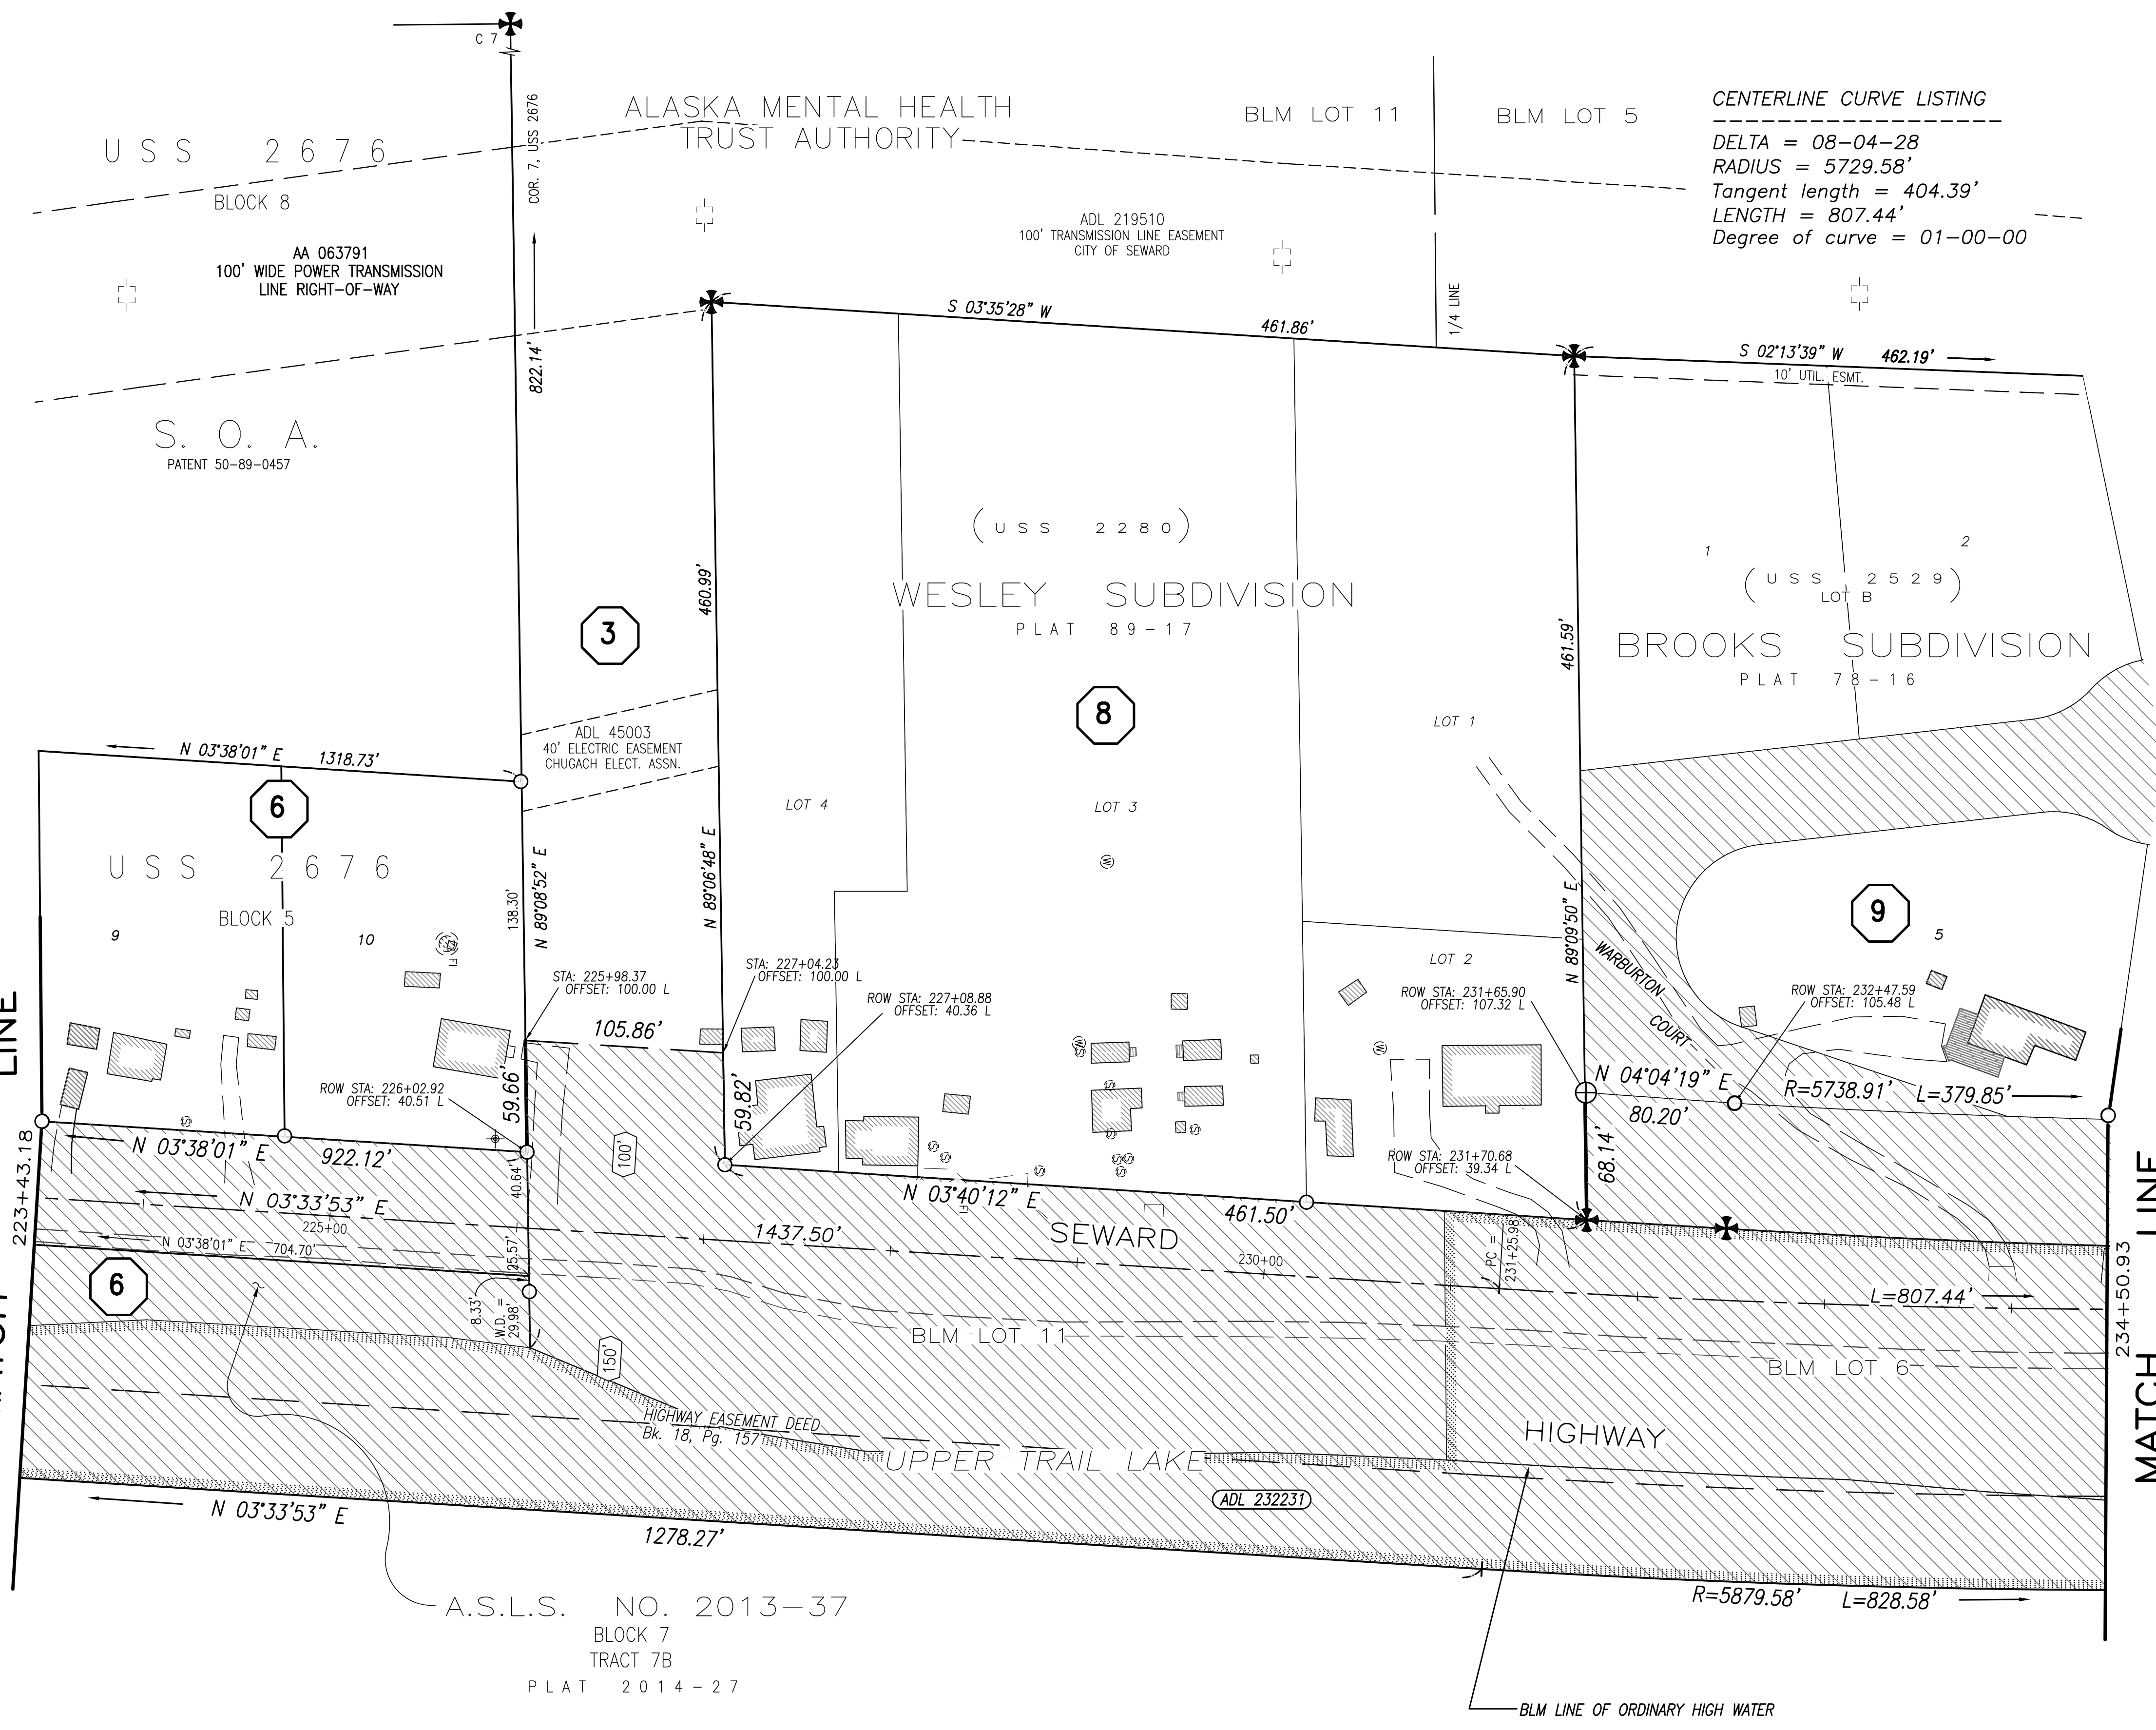 C 7
COR. 7, USS 2676
822.14'
USS 2676
BLOCK 8
AA 063791
100' WIDE POWER TRANSMISSION
LINE RIGHT-OF-WAY
S. O. A.
PATENT 50-89-0457
ALASKA MENTAL HEALTH
TRUST AUTHORITY
BLM LOT 11
BLM LOT 5
ADL 219510
100' TRANSMISSION LINE EASEMENT
CITY OF SEWARD
1/4 LINE
CENTERLINE CURVE LISTING
DELTA = 08-04-28
RADIUS = 5729.58'
Tangent length = 404.39'
LENGTH = 807.44'
Degree of curve = 01-00-00
S 03°35'28" W
461.86'
S 02°13'39" W 462.19'
10' UTIL. ESMT.
(USS 2280)
WESLEY SUBDIVISION
PLAT 89-17
1
2
(USS 2529)
LOT B
BROOKS SUBDIVISION
PLAT 78-16
3
460.99'
461.59'
8
ADL 45003
40' ELECTRIC EASEMENT
CHUGACH ELECT. ASSN.
N 03°38'01" E 1318.73'
6
USS 2676
BLOCK 5
9
10
138.30'
N 89°08'52" E
N 89°06'48" E
LOT 4
LOT 3
LOT 1
LOT 2
W
N 89°09'50" E
WARBURTON
COURT
9
5
FI
STA: 225+98.37
OFFSET: 100.00 L
STA: 227+04.23
OFFSET: 100.00 L
ROW STA: 227+08.88
OFFSET: 40.36 L
ROW STA: 231+65.90
OFFSET: 107.32 L
ROW STA: 232+47.59
OFFSET: 105.48 L
105.86'
W
S
ROW STA: 226+02.92
OFFSET: 40.51 L
59.66'
59.82'
N 04°04'19" E
80.20'
R=5738.91' L=379.85'
ROW STA: 231+70.68
OFFSET: 39.34 L
68.14'
MATCH LINE
223+43.18
N 03°38'01" E
922.12'
40.64'
100'
N 03°33'53" E
225+00
N 03°38'01" E 704.70'
25.57'
6
8.33'
W.D. =
29.98'
150'
N 03°40'12" E
461.50'
FI
1437.50'
SEWARD
230+00
PC =
231+25.98
L=807.44'
BLM LOT 11
BLM LOT 6
234+50.93
MATCH LINE
HIGHWAY EASEMENT DEED
Bk. 18, Pg. 157
UPPER TRAIL LAKE
HIGHWAY
ADL 232231
N 03°33'53" E
1278.27'
R=5879.58' L=828.58'
A.S.L.S. NO. 2013-37
BLOCK 7
TRACT 7B
PLAT 2014-27
BLM LINE OF ORDINARY HIGH WATER